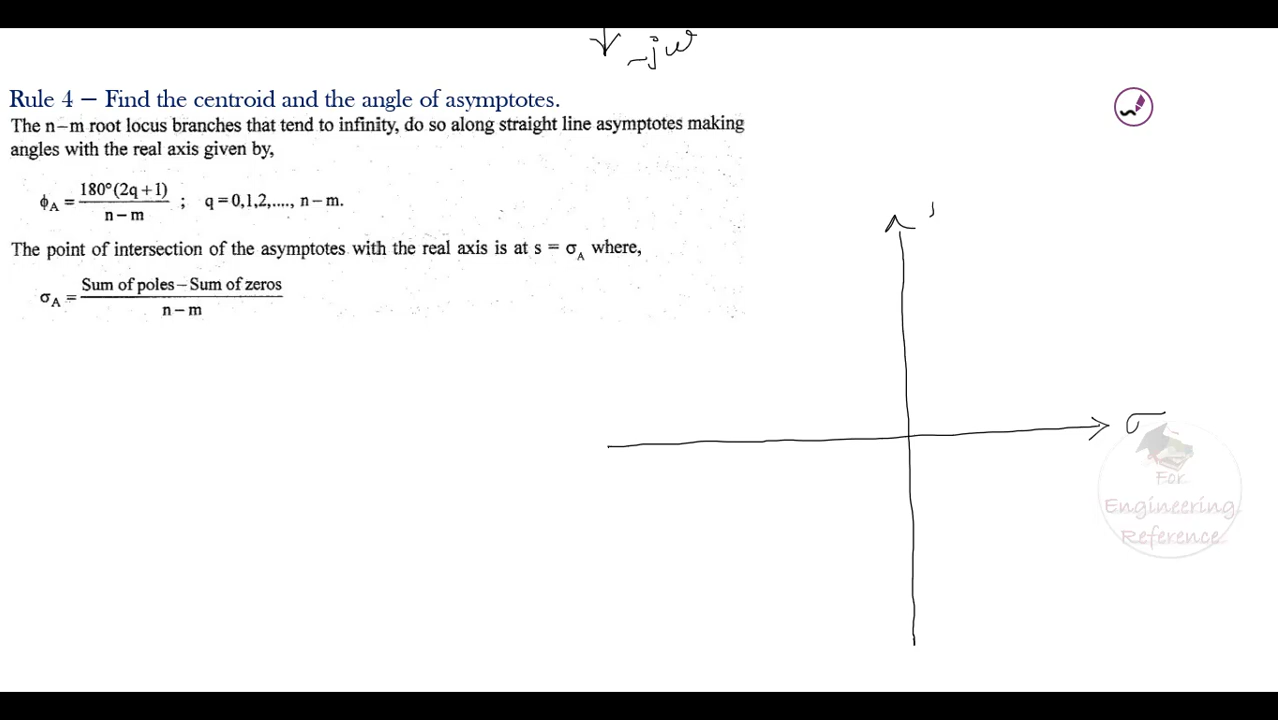 -jω
Rule 4 – Find the centroid and the angle of asymptotes.
The n–m root locus branches that tend to infinity, do so along straight line asymptotes making
angles with the real axis given by,
ϕ_A = 180°(2q+1) / n–m ; q = 0,1,2,...., n–m.
The point of intersection of the asymptotes with the real axis is at s = σ_A where,
σ_A = Sum of poles – Sum of zeros / n–m
σ
For
Engineering
Reference